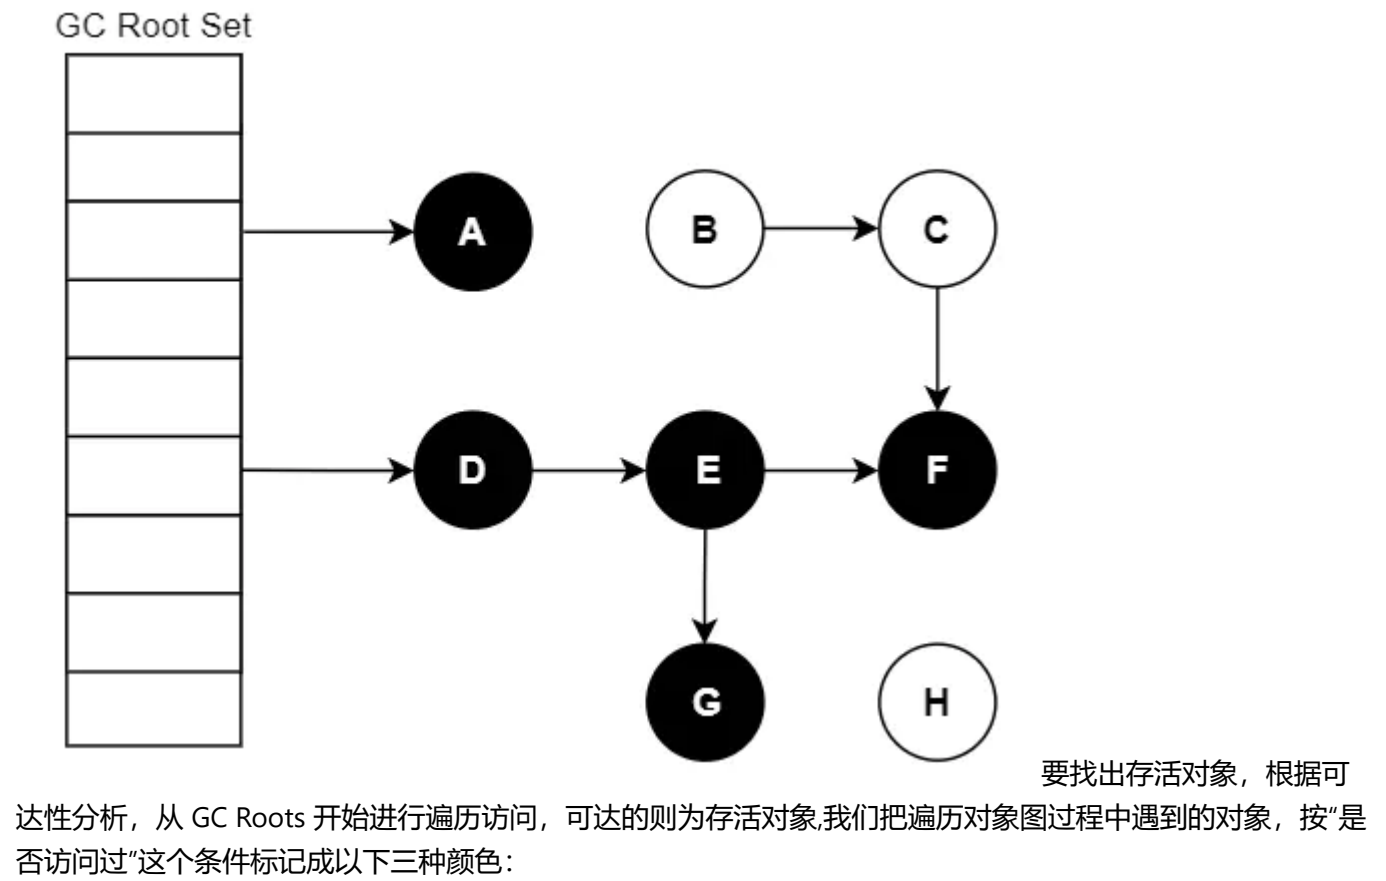 GC Root Set
A
B
C
D
E
F
G
H
要找出存活对象，根据可
达性分析，从 GC Roots 开始进行遍历访问，可达的则为存活对象,我们把遍历对象图过程中遇到的对象，按“是
否访问过”这个条件标记成以下三种颜色：